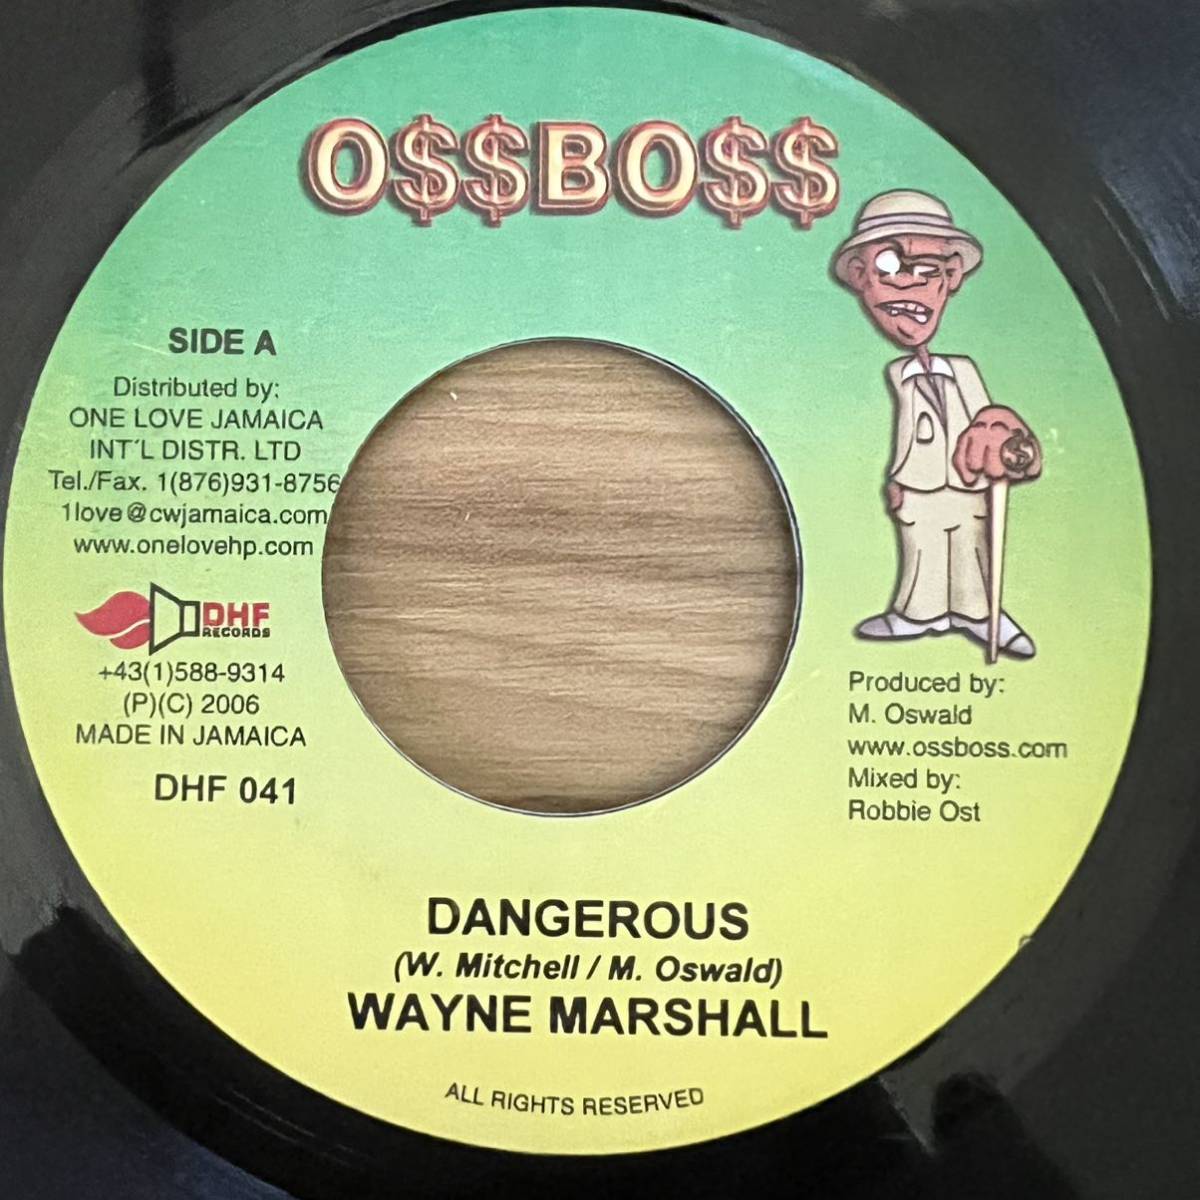 O$$BO$$
SIDE A
Distributed by:
ONE LOVE JAMAICA
INT´L DISTR. LTD
Tel./Fax. 1(876)931-8756
1love@cwjamaica.com
www.onelovehp.com
DHF
RECORDS
+43(1)588-9314
(P)(C) 2006
MADE IN JAMAICA
DHF 041
$
Produced by:
M. Oswald
www.ossboss.com
Mixed by:
Robbie Ost
DANGEROUS
(W. Mitchell / M. Oswald)
WAYNE MARSHALL
ALL RIGHTS RESERVED